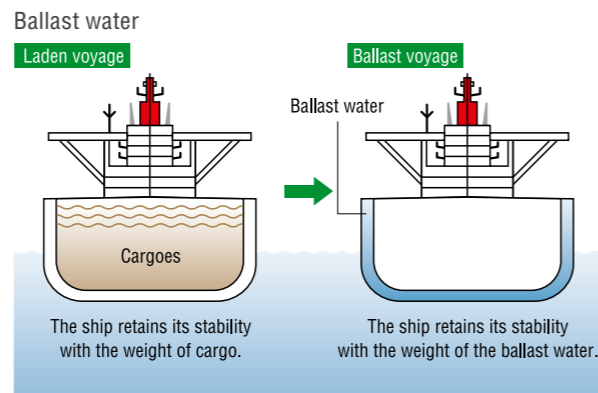 Ballast water
Laden voyage
Ballast voyage
Ballast water
Cargoes
The ship retains its stability
with the weight of cargo.
The ship retains its stability
with the weight of the ballast water.